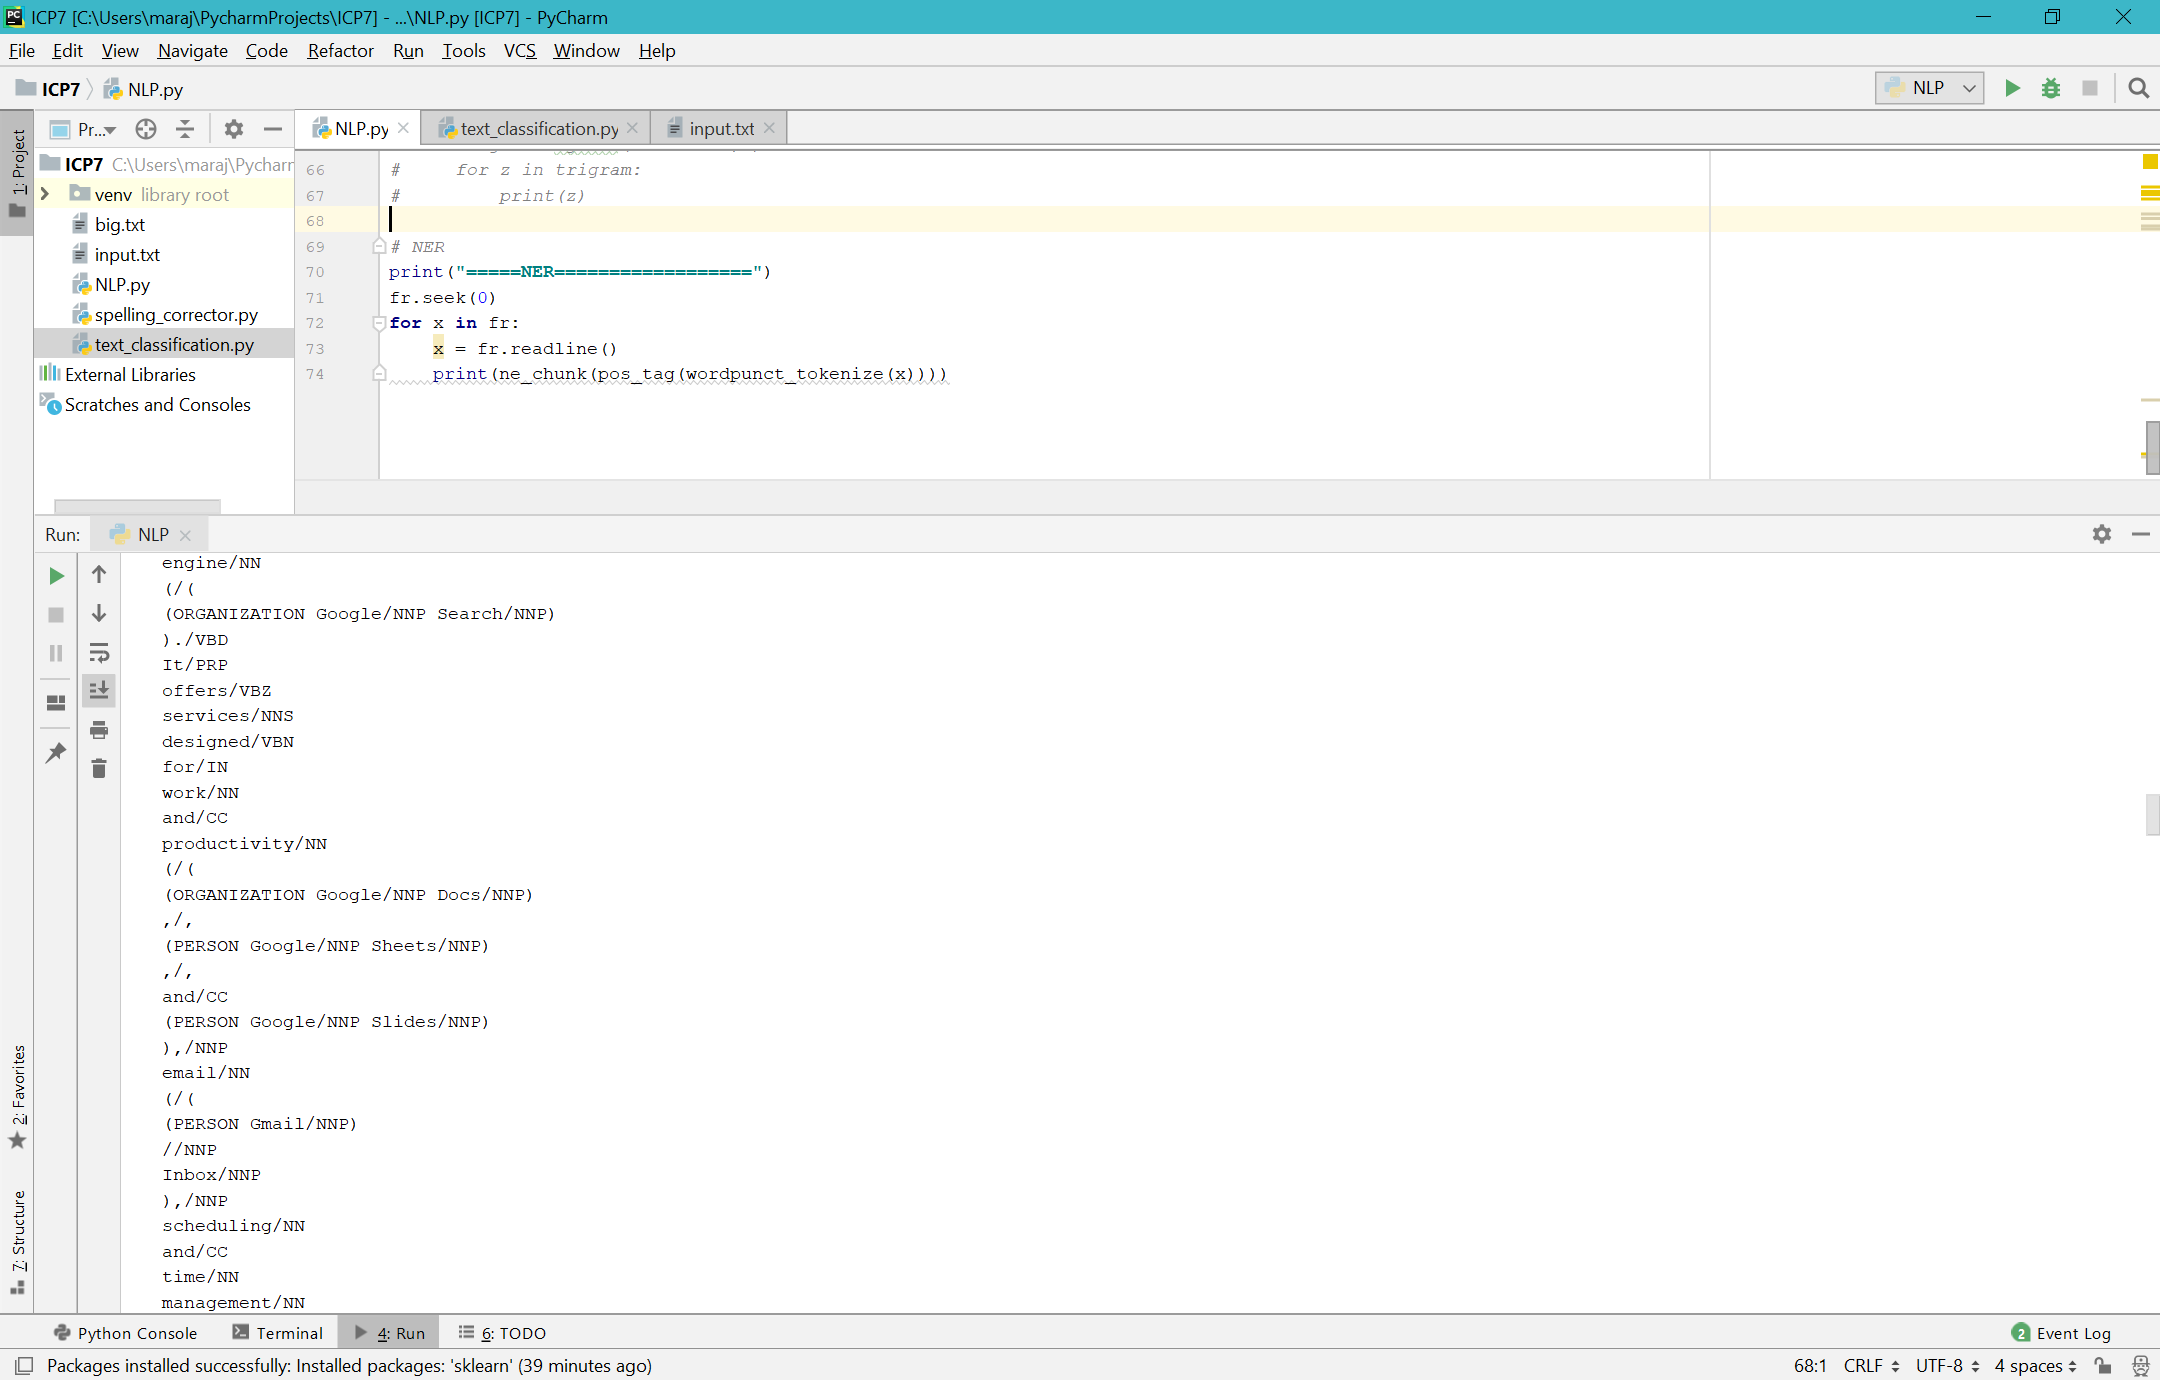 ICP7 [C:\Users\maraj\PycharmProjects\ICP7] - ...\NLP.py [ICP7] - PyCharm
File Edit View Navigate Code Refactor Run Tools VCS Window Help
ICP7 NLP.py NLP
1: Project
Pr... NLP.py text_classification.py input.txt
ICP7 C:\Users\maraj\Pycharm
venv library root
big.txt
input.txt
NLP.py
spelling_corrector.py
text_classification.py
External Libraries
Scratches and Consoles
66 # for z in trigram:
67 # print(z)
68
69 # NER
70 print("=====NER==================")
71 fr.seek(0)
72 for x in fr:
73 x = fr.readline()
74 print(ne_chunk(pos_tag(wordpunct_tokenize(x))))
Run: NLP
engine/NN
(/(
(ORGANIZATION Google/NNP Search/NNP)
)./VBD
It/PRP
offers/VBZ
services/NNS
designed/VBN
for/IN
work/NN
and/CC
productivity/NN
(/(
(ORGANIZATION Google/NNP Docs/NNP)
,/,
(PERSON Google/NNP Sheets/NNP)
,/,
and/CC
(PERSON Google/NNP Slides/NNP)
),/NNP
email/NN
(/(
(PERSON Gmail/NNP)
//NNP
Inbox/NNP
),/NNP
scheduling/NN
and/CC
time/NN
management/NN
2: Favorites
7: Structure
Python Console Terminal 4: Run 6: TODO 2 Event Log
Packages installed successfully: Installed packages: 'sklearn' (39 minutes ago) 68:1 CRLF UTF-8 4 spaces